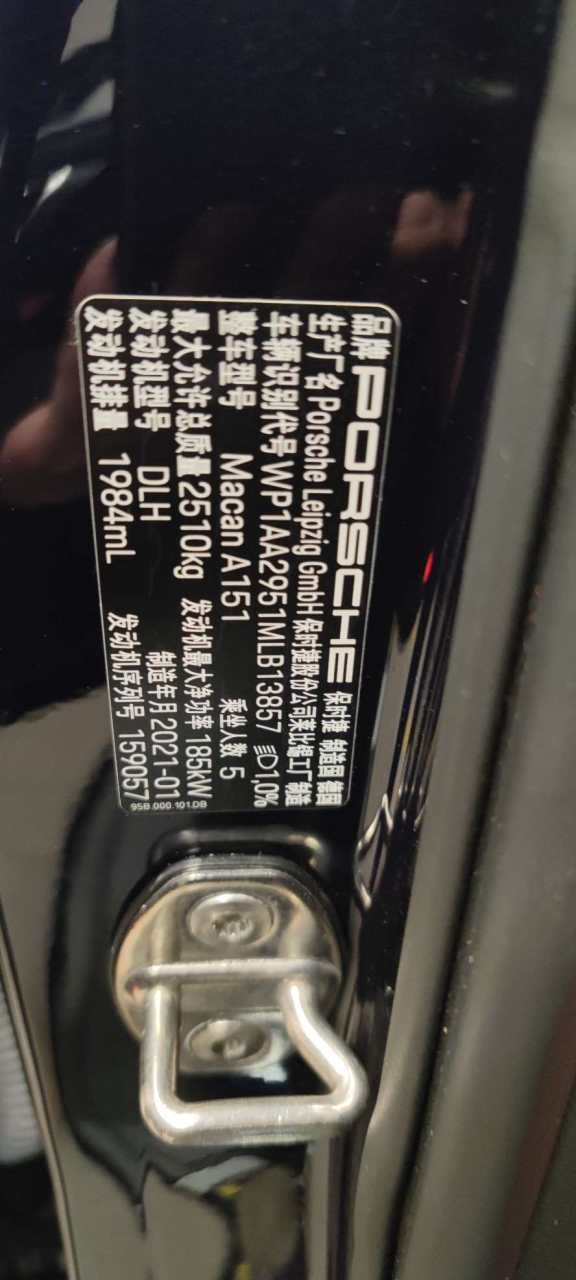 品牌 PORSCHE 保时捷 制造国 德国
生产厂名 Porsche Leipzig GmbH 保时捷股份公司莱比锡工厂 制造
车辆识别代号 WP1AA2951MLB13857 1,0%
整车型号 Macan A151 乘坐人数 5
最大允许总质量 2510kg 发动机最大净功率 185kW
发动机型号 DLH 制造年月 2021-01
发动机排量 1984mL 发动机序列号 159057
95B.000.101.DB